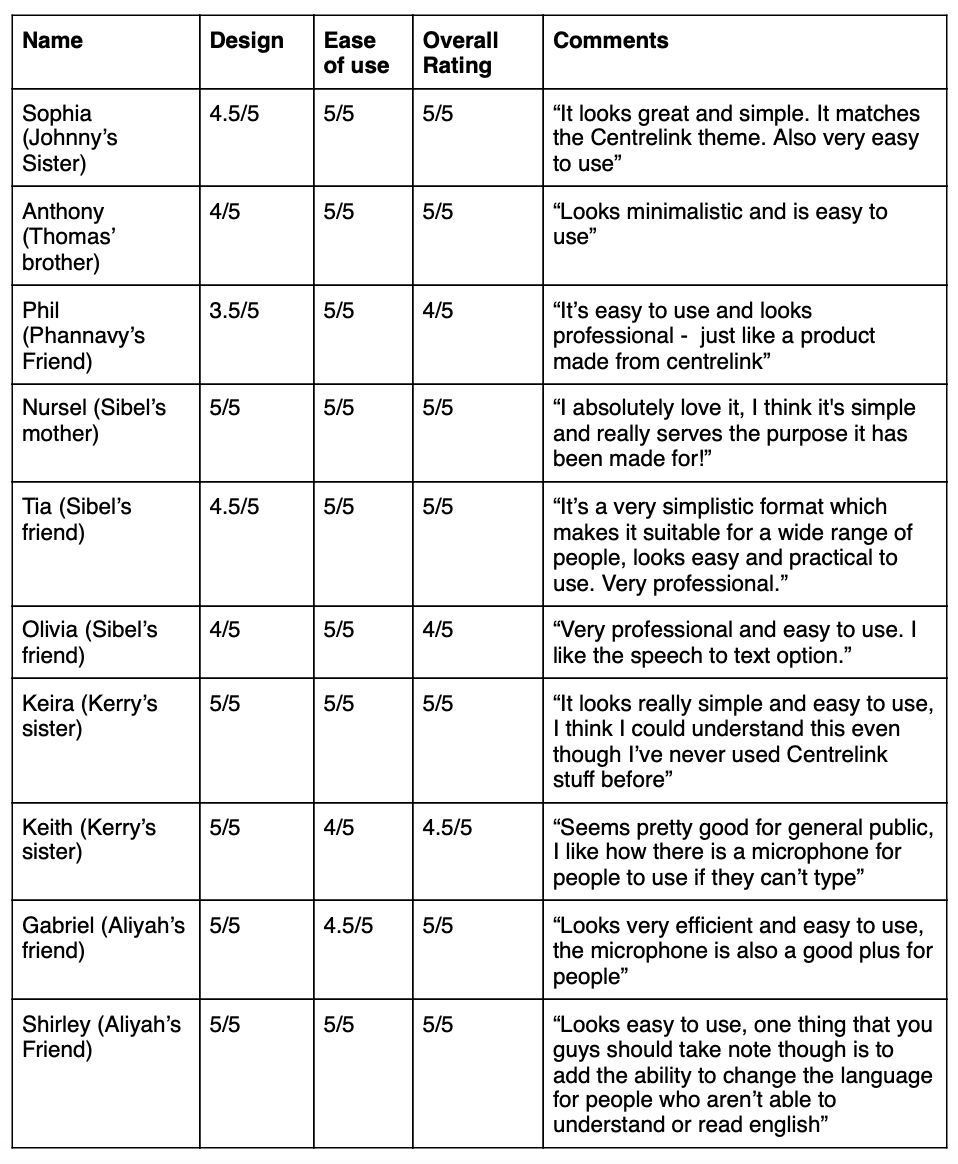 Name Design Ease of use Overall Rating Comments
Sophia (Johnny’s Sister) 4.5/5 5/5 5/5 “It looks great and simple. It matches the Centrelink theme. Also very easy to use”
Anthony (Thomas’ brother) 4/5 5/5 5/5 “Looks minimalistic and is easy to use”
Phil (Phannavy’s Friend) 3.5/5 5/5 4/5 “It’s easy to use and looks professional -  just like a product made from centrelink”
Nursel (Sibel’s mother) 5/5 5/5 5/5 “I absolutely love it, I think it's simple and really serves the purpose it has been made for!”
Tia (Sibel’s friend) 4.5/5 5/5 5/5 “It’s a very simplistic format which makes it suitable for a wide range of people, looks easy and practical to use. Very professional.”
Olivia (Sibel’s friend) 4/5 5/5 4/5 “Very professional and easy to use. I like the speech to text option.”
Keira (Kerry’s sister) 5/5 5/5 5/5 “It looks really simple and easy to use, I think I could understand this even though I’ve never used Centrelink stuff before”
Keith (Kerry’s sister) 5/5 4/5 4.5/5 “Seems pretty good for general public, I like how there is a microphone for people to use if they can’t type”
Gabriel (Aliyah’s friend) 5/5 4.5/5 5/5 “Looks very efficient and easy to use, the microphone is also a good plus for people”
Shirley (Aliyah’s Friend) 5/5 5/5 5/5 “Looks easy to use, one thing that you guys should take note though is to add the ability to change the language for people who aren’t able to understand or read english”